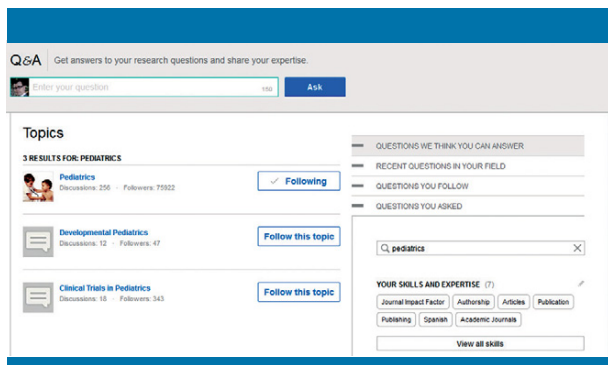 Q&A Get answers to your research questions and share your expertise.
Enter your question 150 Ask
Topics
3 RESULTS FOR: PEDIATRICS
Pediatrics
Discussions: 256 · Followers: 75922
Following
Developmental Pediatrics
Discussions: 12 · Followers: 47
Follow this topic
Clinical Trials in Pediatrics
Discussions: 18 · Followers: 343
Follow this topic
QUESTIONS WE THINK YOU CAN ANSWER
RECENT QUESTIONS IN YOUR FIELD
QUESTIONS YOU FOLLOW
QUESTIONS YOU ASKED
pediatrics
YOUR SKILLS AND EXPERTISE (7)
Journal Impact Factor Authorship Articles Publication
Publishing Spanish Academic Journals
View all skills